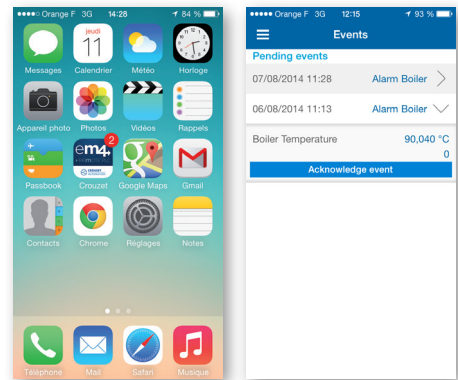 Orange F 3G 14:28 84 %
jeudi
11
Messages Calendrier Météo Horloge
Appareil photo Photos Vidéos Rappels
em4
2
Passbook Crouzet Google Maps Gmail
Contacts Chrome Réglages Notes
Téléphone Mail Safari Musique
Orange F 3G 12:15 93 %
Events
Pending events
07/08/2014 11:28 Alarm Boiler
06/08/2014 11:13 Alarm Boiler
Boiler Temperature 90,040 °C
0
Acknowledge event